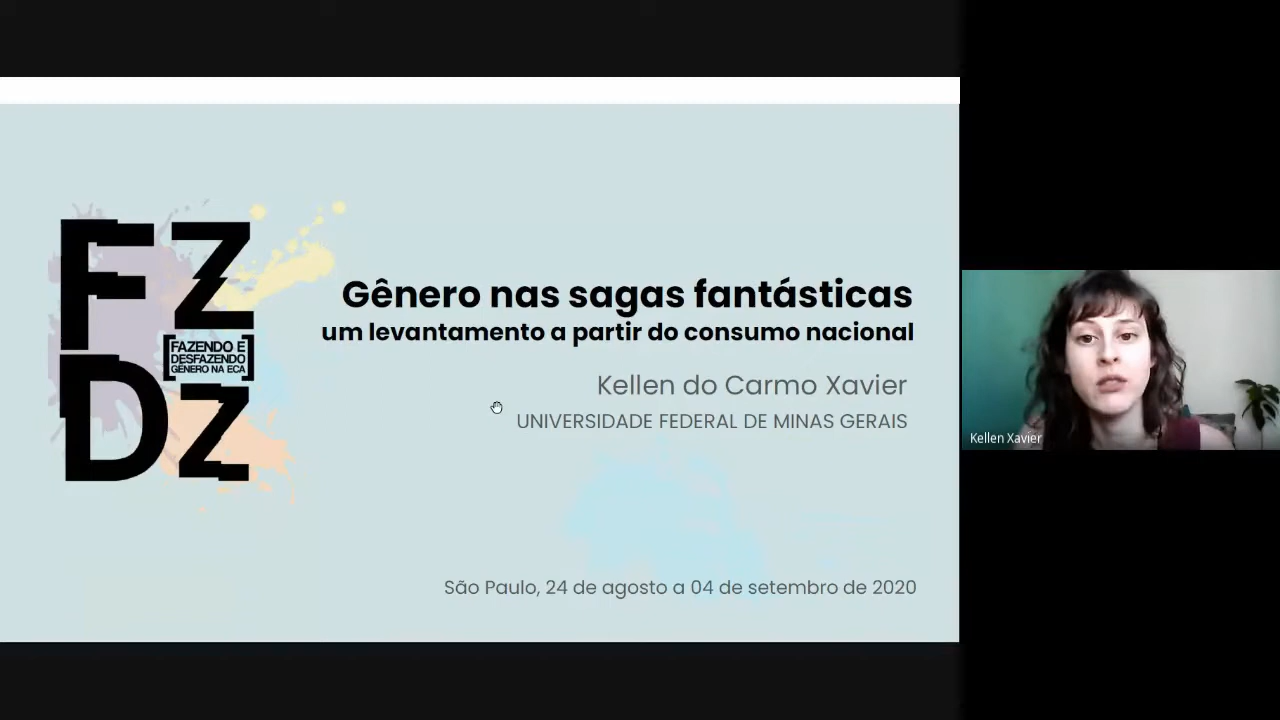 FZ
[FAZENDO E
DESFAZENDO
GÊNERO NA ECA]
Dz
Gênero nas sagas fantásticas
um levantamento a partir do consumo nacional
Kellen do Carmo Xavier
UNIVERSIDADE FEDERAL DE MINAS GERAIS
São Paulo, 24 de agosto a 04 de setembro de 2020
Kellen Xavier